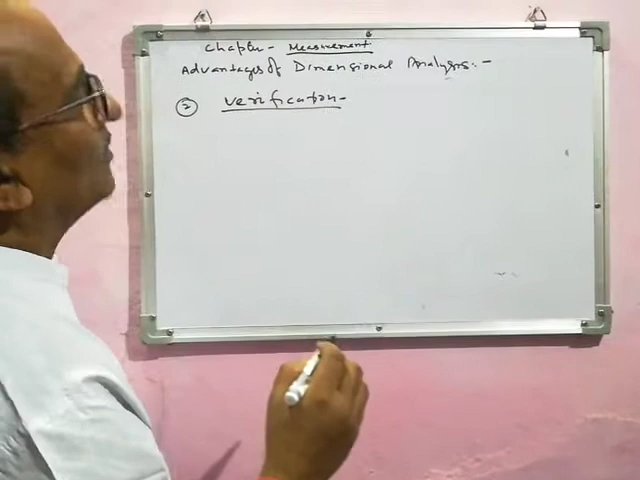 Chapter- Measurement
Advantages of Dimensional Analysis:-
② Verification-